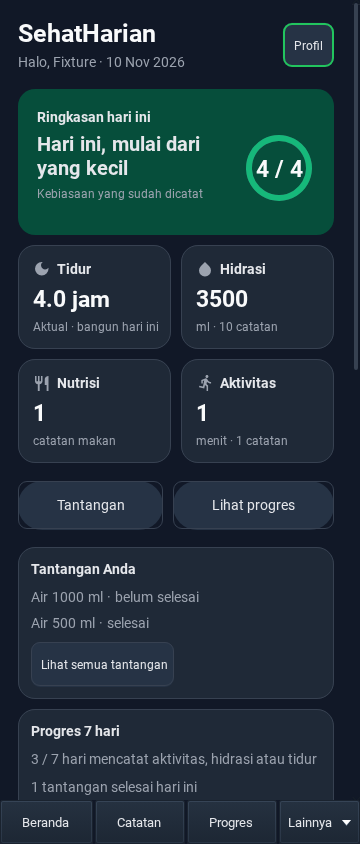 SehatHarian
Halo, Fixture · 10 Nov 2026
Profil
Ringkasan hari ini
Hari ini, mulai dari
yang kecil
Kebiasaan yang sudah dicatat
4 / 4
Tidur
4.0 jam
Aktual · bangun hari ini
Hidrasi
3500
ml · 10 catatan
Nutrisi
1
catatan makan
Aktivitas
1
menit · 1 catatan
Tantangan
Lihat progres
Tantangan Anda
Air 1000 ml · belum selesai
Air 500 ml · selesai
Lihat semua tantangan
Progres 7 hari
3 / 7 hari mencatat aktivitas, hidrasi atau tidur
1 tantangan selesai hari ini
Beranda
Catatan
Progres
Lainnya